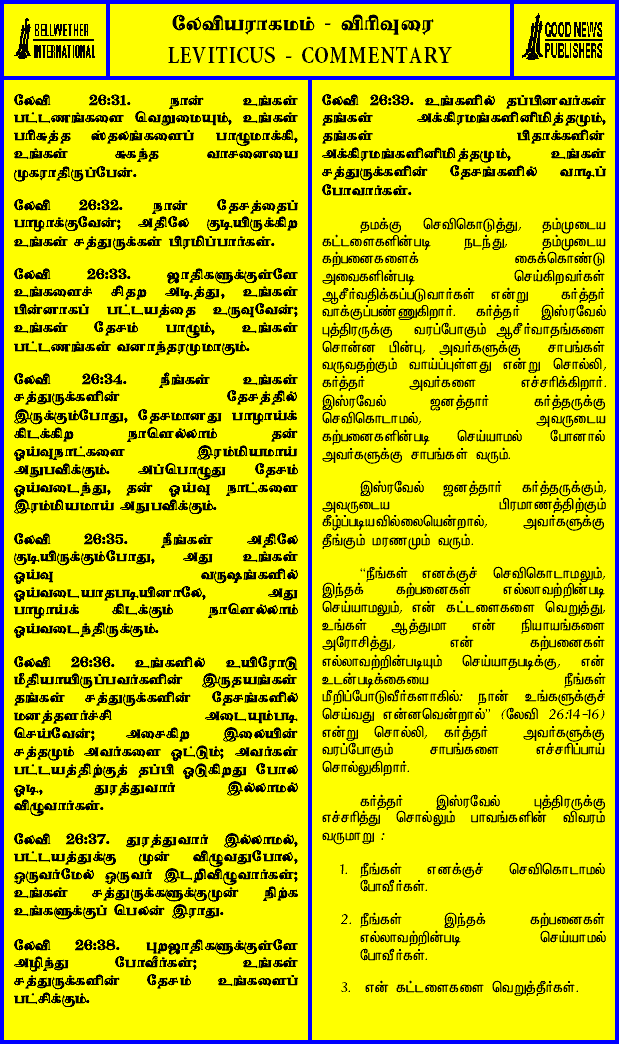 BELLWETHER
INTERNATIONAL
லேவியராகமம் - விரிவுரை
LEVITICUS - COMMENTARY
GOOD NEWS
PUBLISHERS
லேவி 26:31. நான் உங்கள்
பட்டணங்களை வெறுமையும், உங்கள்
பரிசுத்த ஸ்தலங்களைப் பாழுமாக்கி,
உங்கள் சுகந்த வாசனையை
முகராதிருப்பேன்.
லேவி 26:32. நான் தேசத்தைப்
பாழாக்குவேன்; அதிலே குடியிருக்கிற
உங்கள் சத்துருக்கள் பிரமிப்பார்கள்.
லேவி 26:33. ஜாதிகளுக்குள்ளே
உங்களைச் சிதற அடித்து, உங்கள்
பின்னாகப் பட்டயத்தை உருவுவேன்;
உங்கள் தேசம் பாழும், உங்கள்
பட்டணங்கள் வனாந்தரமுமாகும்.
லேவி 26:34. நீங்கள் உங்கள்
சத்துருக்களின் தேசத்தில்
இருக்கும்போது, தேசமானது பாழாய்க்
கிடக்கிற நாளெல்லாம் தன்
ஓய்வுநாட்களை இரம்மியமாய்
அநுபவிக்கும். அப்பொழுது தேசம்
ஓய்வடைந்து, தன் ஓய்வு நாட்களை
இரம்மியமாய் அநுபவிக்கும்.
லேவி 26:35. நீங்கள் அதிலே
குடியிருக்கும்போது, அது உங்கள்
ஓய்வு வருஷங்களில்
ஓய்வடையாதபடியினாலே, அது
பாழாய்க் கிடக்கும் நாளெல்லாம்
ஓய்வடைந்திருக்கும்.
லேவி 26:36. உங்களில் உயிரோடு
மீதியாயிருப்பவர்களின் இருதயங்கள்
தங்கள் சத்துருக்களின் தேசங்களில்
மனத்தளர்ச்சி அடையும்படி
செய்வேன்; அசைகிற இலையின்
சத்தமும் அவர்களை ஓட்டும்; அவர்கள்
பட்டயத்திற்குத் தப்பி ஓடுகிறது போல
ஓடி, துரத்துவார் இல்லாமல்
விழுவார்கள்.
லேவி 26:37. துரத்துவார் இல்லாமல்,
பட்டயத்துக்கு முன் விழுவதுபோல,
ஒருவர்மேல் ஒருவர் இடறிவிழுவார்கள்;
உங்கள் சத்துருக்களுக்குமுன் நிற்க
உங்களுக்குப் பெலன் இராது.
லேவி 26:38. புறஜாதிகளுக்குள்ளே
அழிந்து போவீர்கள்; உங்கள்
சத்துருக்களின் தேசம் உங்களைப்
பட்சிக்கும்.
லேவி 26:39. உங்களில் தப்பினவர்கள்
தங்கள் அக்கிரமங்களினிமித்தமும்,
தங்கள் பிதாக்களின்
அக்கிரமங்களினிமித்தமும், உங்கள்
சத்துருக்களின் தேசங்களில் வாடிப்
போவார்கள்.
தமக்கு செவிகொடுத்து, தம்முடைய
கட்டளைகளின்படி நடந்து, தம்முடைய
கற்பனைகளைக் கைக்கொண்டு
அவைகளின்படி செய்கிறவர்கள்
ஆசீர்வதிக்கப்படுவார்கள் என்று கர்த்தர்
வாக்குப்பண்ணுகிறார். கர்த்தர் இஸ்ரவேல்
புத்திரருக்கு வரப்போகும் ஆசீர்வாதங்களை
சொன்ன பின்பு, அவர்களுக்கு சாபங்கள்
வருவதற்கும் வாய்ப்புள்ளது என்று சொல்லி,
கர்த்தர் அவர்களை எச்சரிக்கிறார்.
இஸ்ரவேல் ஜனத்தார் கர்த்தருக்கு
செவிகொடாமல், அவருடைய
கற்பனைகளின்படி செய்யாமல் போனால்
அவர்களுக்கு சாபங்கள் வரும்.
இஸ்ரவேல் ஜனத்தார் கர்த்தருக்கும்,
அவருடைய பிரமாணத்திற்கும்
கீழ்ப்படியவில்லையென்றால், அவர்களுக்கு
தீங்கும் மரணமும் வரும்.
“நீங்கள் எனக்குச் செவிகொடாமலும்,
இந்தக் கற்பனைகள் எல்லாவற்றின்படி
செய்யாமலும், என் கட்டளைகளை வெறுத்து,
உங்கள் ஆத்துமா என் நியாயங்களை
அரோசித்து, என் கற்பனைகள்
எல்லாவற்றின்படியும் செய்யாதபடிக்கு, என்
உடன்படிக்கையை நீங்கள்
மீறிப்போடுவீர்களாகில்: நான் உங்களுக்குச்
செய்வது என்னவென்றால்” (லேவி 26:14-16)
என்று சொல்லி, கர்த்தர் அவர்களுக்கு
வரப்போகும் சாபங்களை எச்சரிப்பாய்
சொல்லுகிறார்.
கர்த்தர் இஸ்ரவேல் புத்திரருக்கு
எச்சரித்து சொல்லும் பாவங்களின் விவரம்
வருமாறு :
1. நீங்கள் எனக்குச் செவிகொடாமல்
போவீர்கள்.
2. நீங்கள் இந்தக் கற்பனைகள்
எல்லாவற்றின்படி செய்யாமல்
போவீர்கள்.
3. என் கட்டளைகளை வெறுத்தீர்கள்.